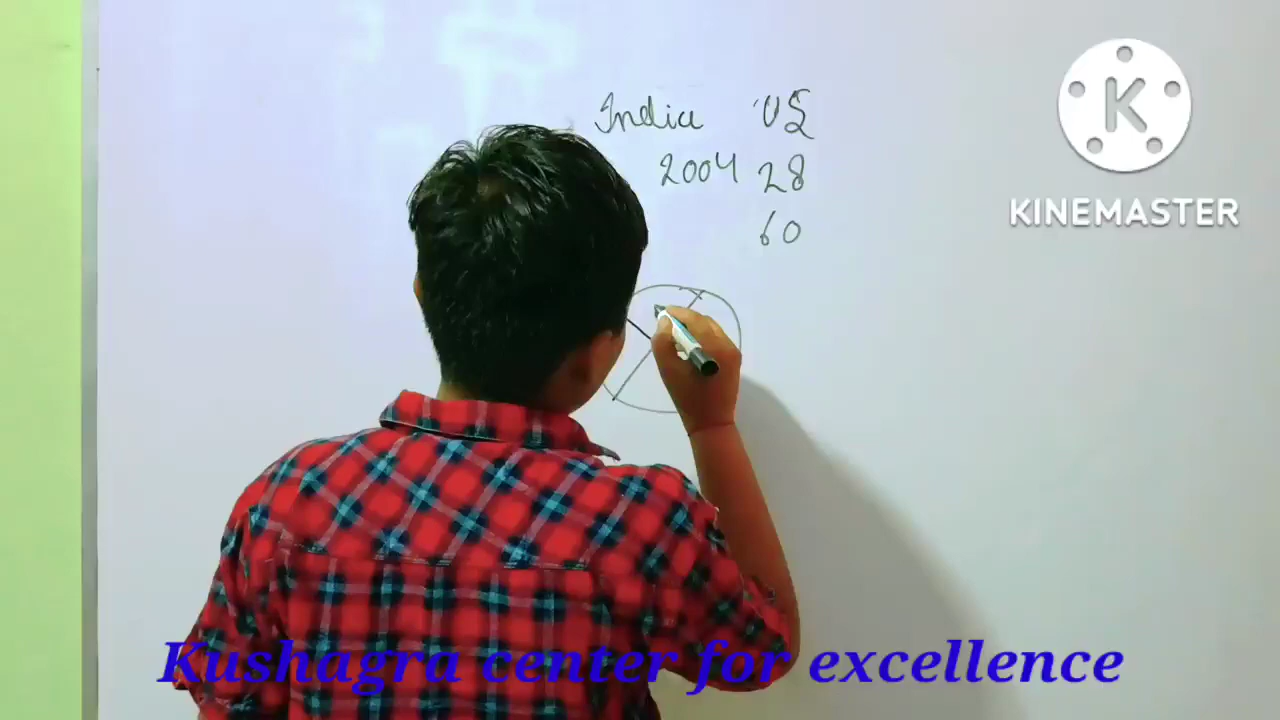 India US
2004 28
60
K
KINEMASTER
Kushagra center for excellence